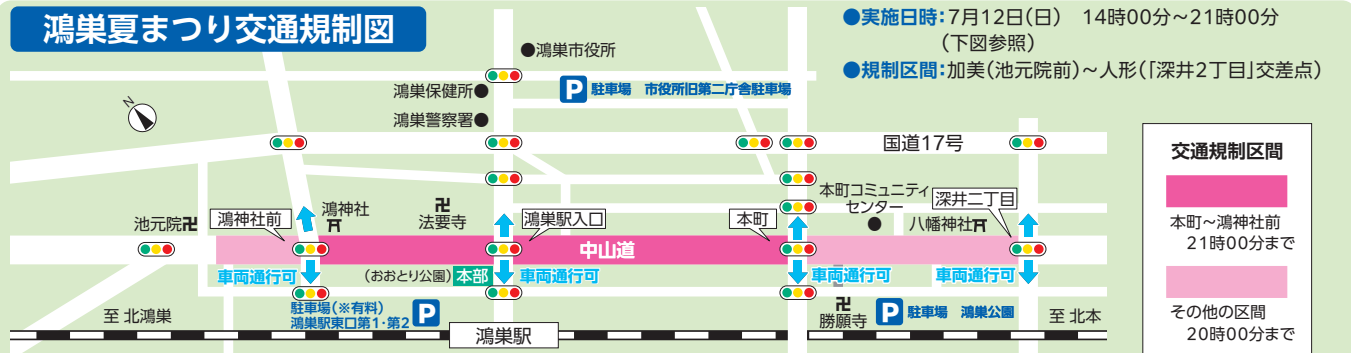 鴻巣夏まつり交通規制図
●実施日時：7月12日(日)　14時00分～21時00分
(下図参照)
●規制区間：加美(池元院前)～人形(「深井2丁目」交差点)
●鴻巣市役所
鴻巣保健所●
P 駐車場　市役所旧第二庁舎駐車場
鴻巣警察署●
N
国道17号
交通規制区間
本町～鴻神社前
21時00分まで
その他の区間
20時00分まで
池元院卍
鴻神社前
鴻神社
卍
法要寺
鴻巣駅入口
本町
本町コミュニティ
センター
●
八幡神社
深井二丁目
中山道
車両通行可
(おおとり公園)
本部
車両通行可
車両通行可
車両通行可
至 北鴻巣
駐車場(※有料)
鴻巣駅東口第1・第2
P
鴻巣駅
卍
勝願寺
P 駐車場　鴻巣公園
至 北本